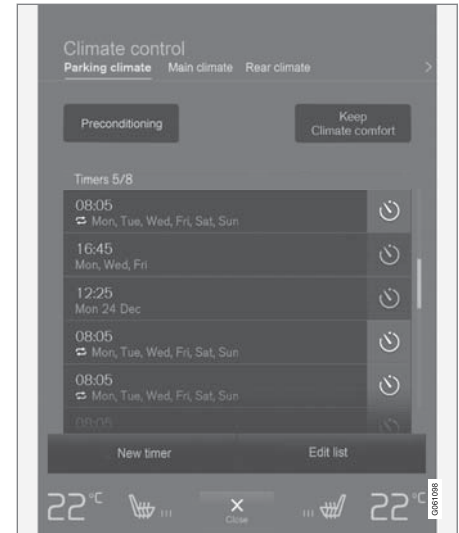 Climate control
Parking climate Main climate Rear climate >
Preconditioning
Keep
Climate comfort
Timers 5/8
08:05
Mon, Tue, Wed, Fri, Sat, Sun
16:45
Mon, Wed, Fri
12:25
Mon 24 Dec
08:05
Mon, Tue, Wed, Fri, Sat, Sun
08:05
Mon, Tue, Wed, Fri, Sat, Sun
08:05
New timer Edit list
22°C 22°C
Close
G061098